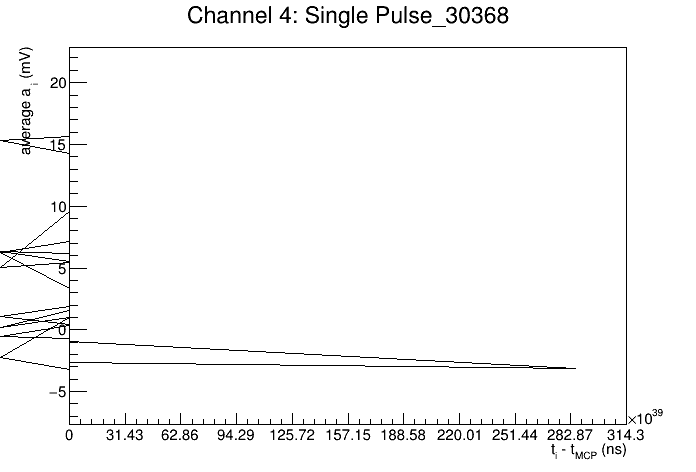 Channel 4: Single Pulse_30368
average a i (mV)
20
15
10
5
0
−5
×10^39
0 31.43 62.86 94.29 125.72 157.15 188.58 220.01 251.44 282.87 314.3
t_i - t_MCP (ns)